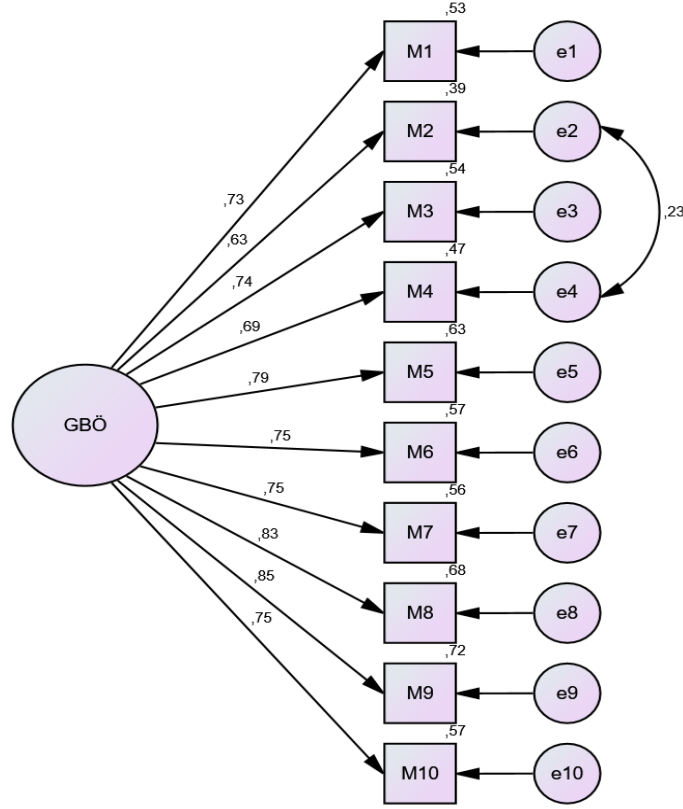 ,53
M1
e1
,39
M2
e2
,54
,73
M3
e3
,23
,63
,47
,74
M4
e4
,69
,63
,79
M5
e5
GBÖ
,57
,75
M6
e6
,56
,75
M7
e7
,83
,68
,85
M8
e8
,75
,72
M9
e9
,57
M10
e10